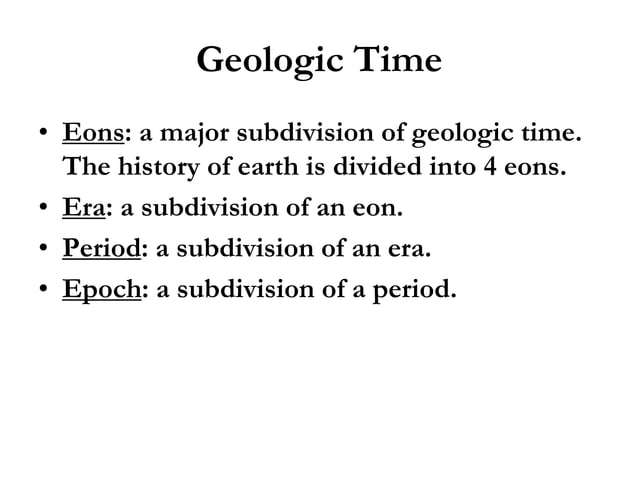 Geologic Time
• Eons: a major subdivision of geologic time.
The history of earth is divided into 4 eons.
• Era: a subdivision of an eon.
• Period: a subdivision of an era.
• Epoch: a subdivision of a period.